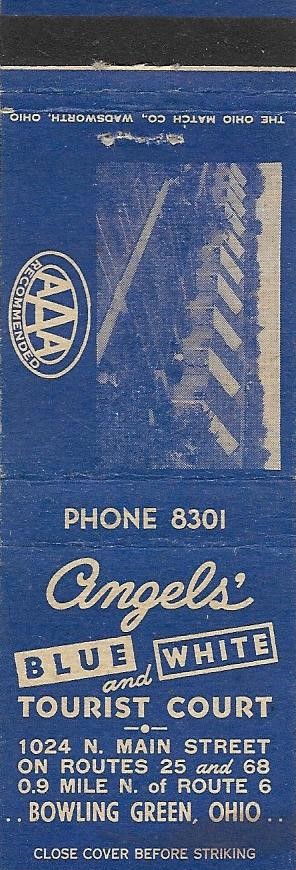 THE OHIO MATCH CO., WADSWORTH, OHIO
AAA
RECOMMENDED
PHONE 8301
Angels'
BLUE and WHITE
TOURIST COURT
1024 N. MAIN STREET
ON ROUTES 25 and 68
0.9 MILE N. of ROUTE 6
.. BOWLING GREEN, OHIO ..
CLOSE COVER BEFORE STRIKING